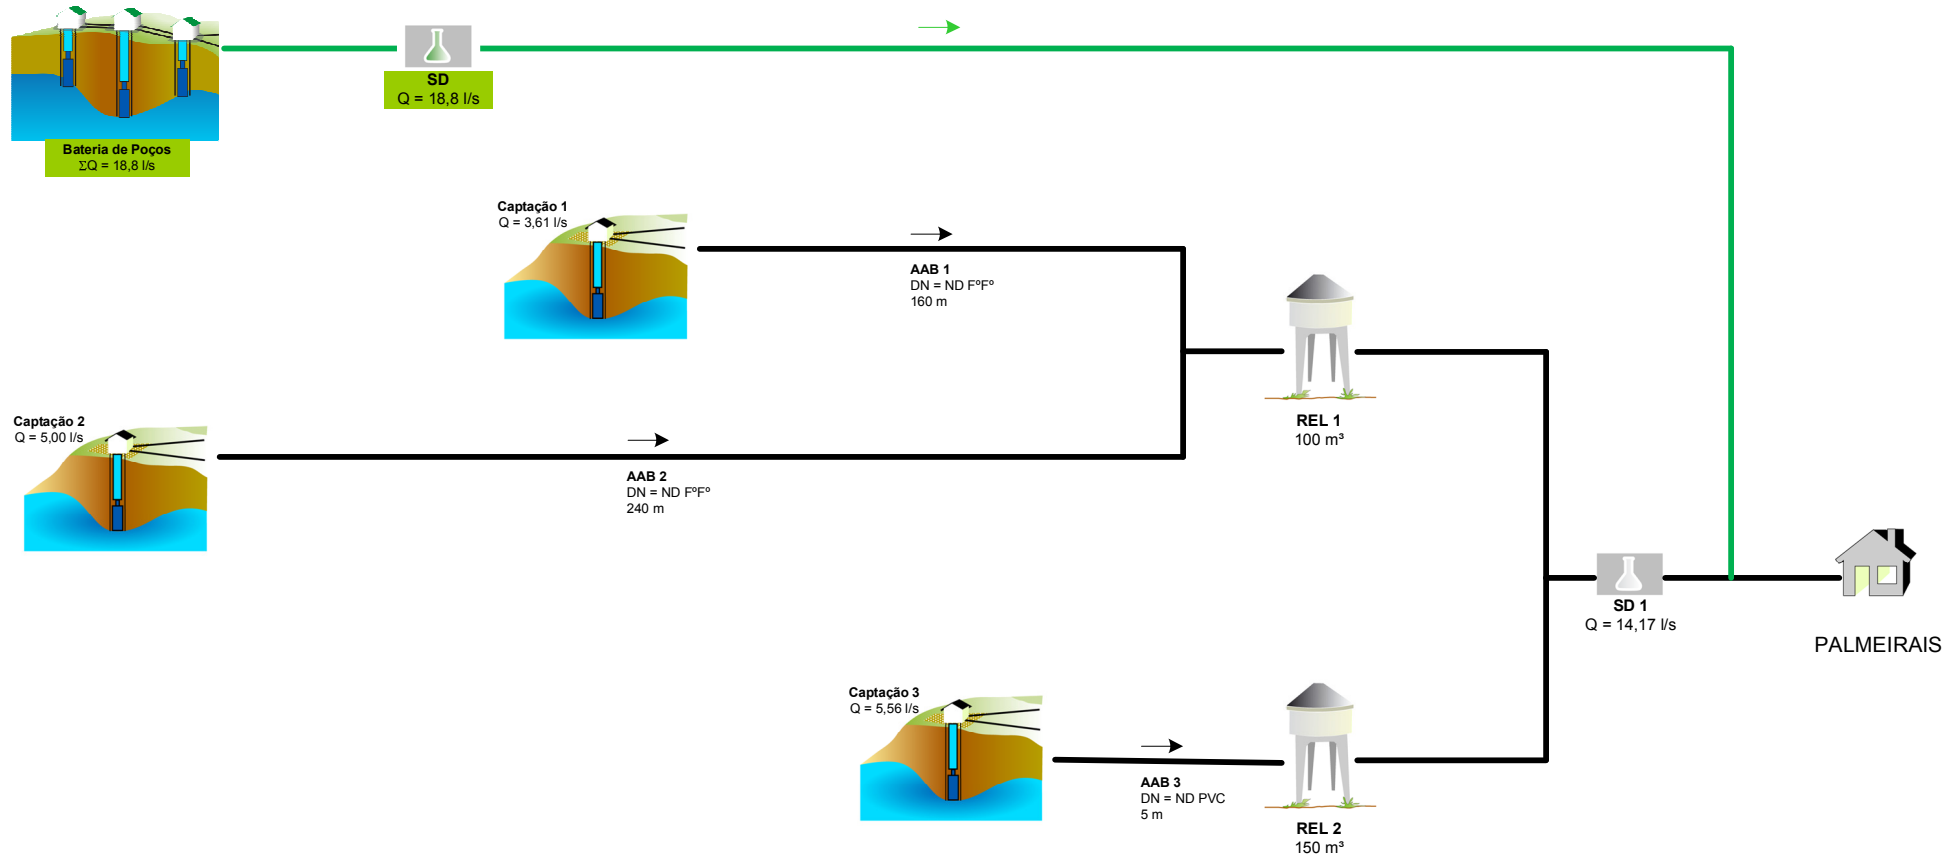 SD
Q = 18,8 l/s
Bateria de Poços
ΣQ = 18,8 l/s
Captação 1
Q = 3,61 l/s
AAB 1
DN = ND FºFº
160 m
REL 1
100 m³
Captação 2
Q = 5,00 l/s
AAB 2
DN = ND FºFº
240 m
SD 1
Q = 14,17 l/s
PALMEIRAIS
Captação 3
Q = 5,56 l/s
AAB 3
DN = ND PVC
5 m
REL 2
150 m³